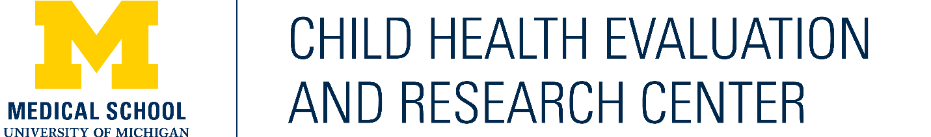 M
MEDICAL SCHOOL
UNIVERSITY OF MICHIGAN
CHILD HEALTH EVALUATION
AND RESEARCH CENTER